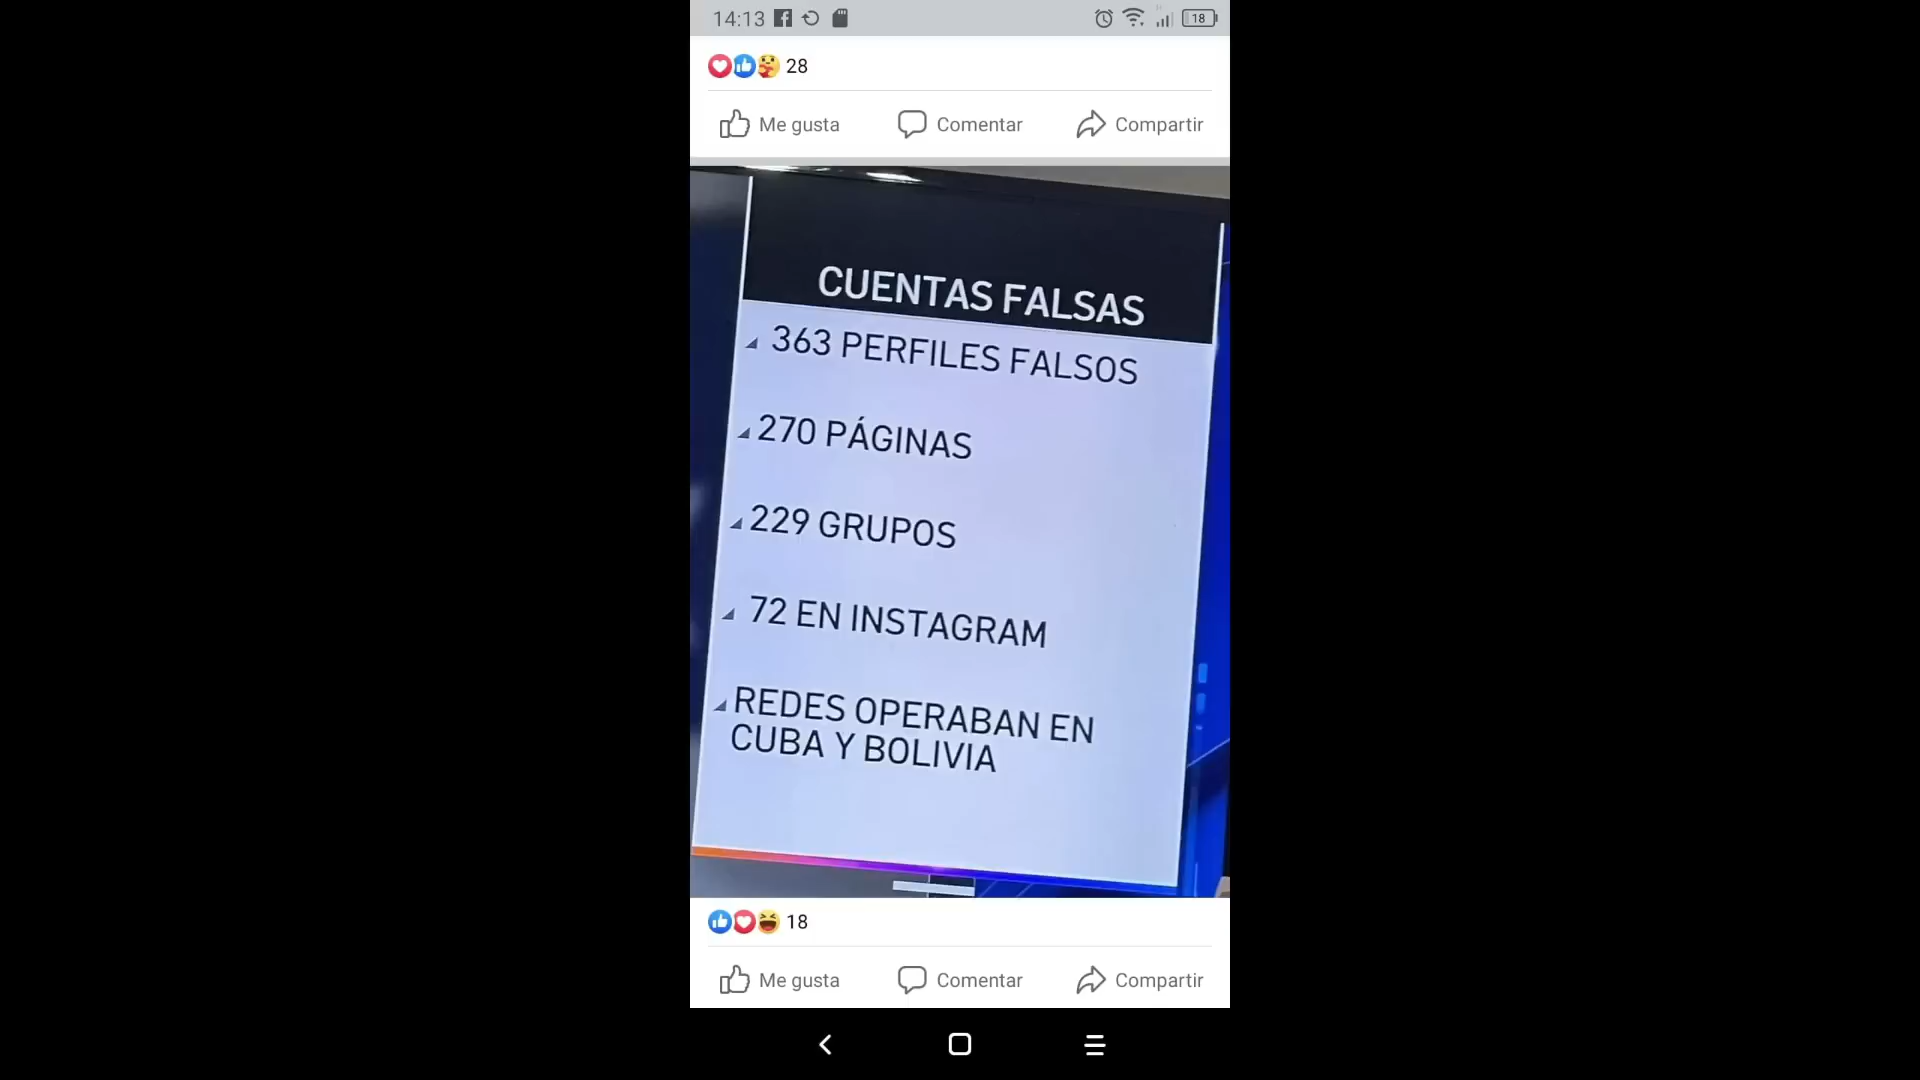 14:13
18
28
Me gusta
Comentar
Compartir
CUENTAS FALSAS
363 PERFILES FALSOS
270 PÁGINAS
229 GRUPOS
72 EN INSTAGRAM
REDES OPERABAN EN
CUBA Y BOLIVIA
18
Me gusta
Comentar
Compartir